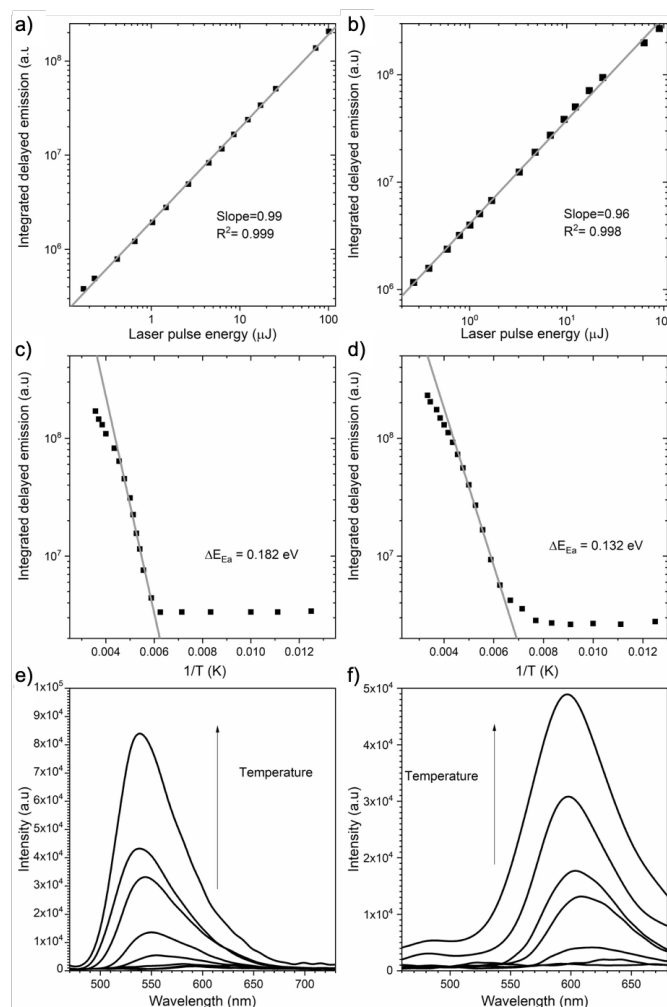 a)
Integrated delayed emission (a.u.
10^8
10^7
10^6
1
10
100
Laser pulse energy (μJ)
Slope=0.99
R^2= 0.999
b)
Integrated delayed emission (a.u)
10^8
10^7
10^6
10^0
10^1
10
Laser pulse energy (μJ)
Slope=0.96
R^2= 0.998
c)
Integrated delayed emission (a.u)
10^8
10^7
0.004
0.006
0.008
0.010
0.012
1/T (K)
ΔE_Ea = 0.182 eV
d)
Integrated delayed emission (a.u)
10^8
10^7
0.004
0.006
0.008
0.010
0.012
1/T (K)
ΔE_Ea = 0.132 eV
e)
Intensity (a.u)
1x10^5
9x10^4
8x10^4
7x10^4
6x10^4
5x10^4
4x10^4
3x10^4
2x10^4
1x10^4
0
500
550
600
650
700
Wavelength (nm)
Temperature
f)
Intensity (a.u)
5x10^4
4x10^4
3x10^4
2x10^4
1x10^4
0
500
550
600
650
Wavelength (nm)
Temperature